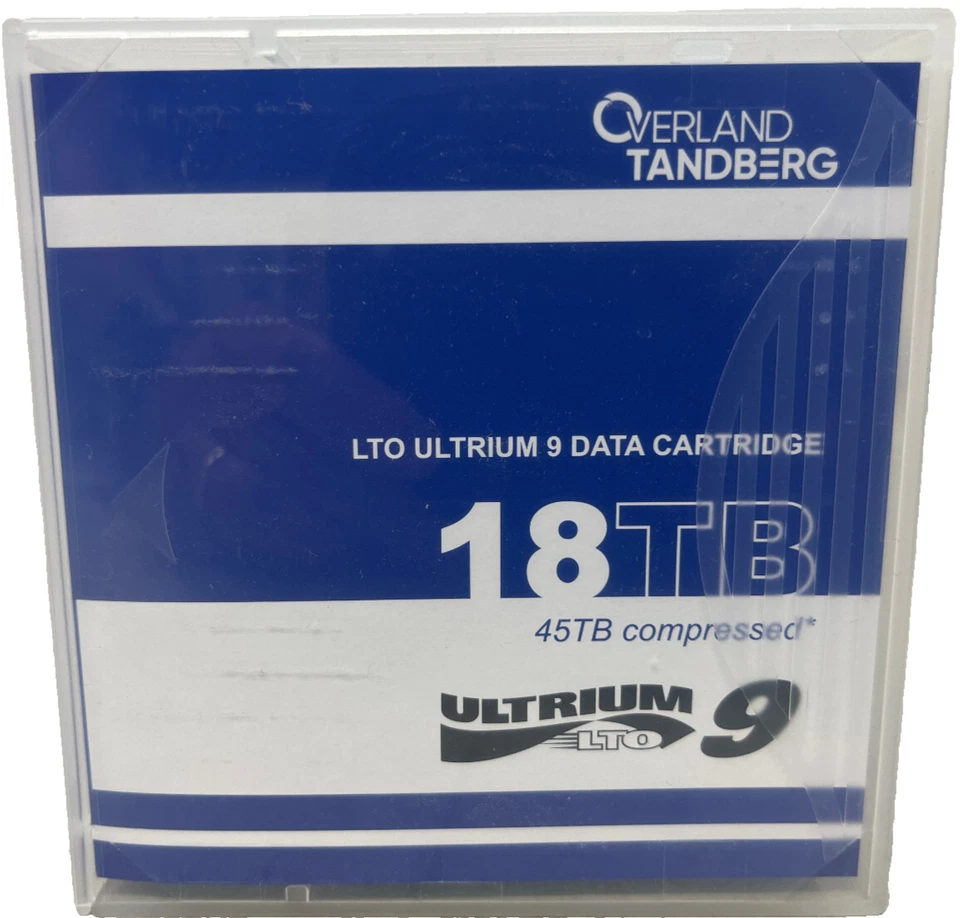 OVERLAND
TANDBERG
LTO ULTRIUM 9 DATA CARTRIDGE
18TB
45TB compressed*
ULTRIUM 9
LTO